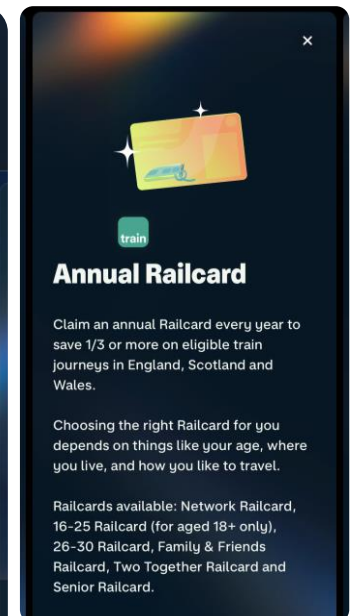 ×
train
Annual Railcard
Claim an annual Railcard every year to
save 1/3 or more on eligible train
journeys in England, Scotland and
Wales.
Choosing the right Railcard for you
depends on things like your age, where
you live, and how you like to travel.
Railcards available: Network Railcard,
16-25 Railcard (for aged 18+ only),
26-30 Railcard, Family & Friends
Railcard, Two Together Railcard and
Senior Railcard.